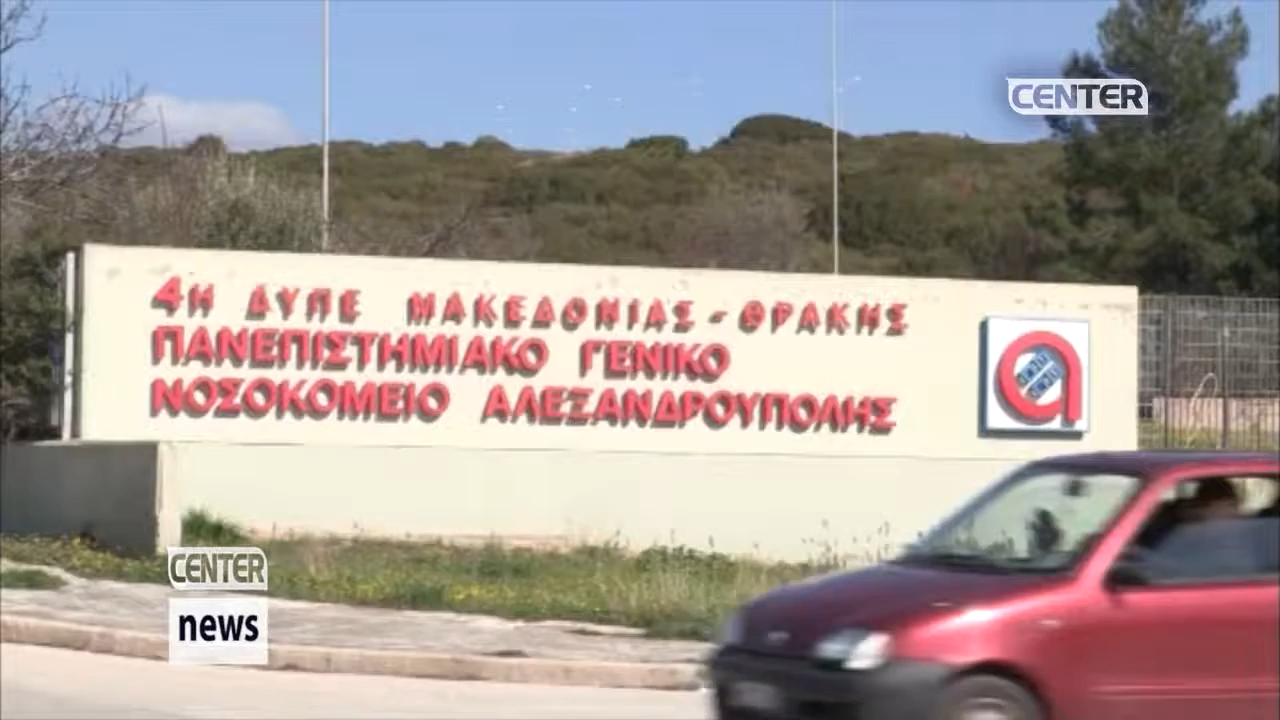 CENTER
4Η ΔΥΠΕ ΜΑΚΕΔΟΝΙΑΣ - ΘΡΑΚΗΣ
ΠΑΝΕΠΙΣΤΗΜΙΑΚΟ ΓΕΝΙΚΟ
ΝΟΣΟΚΟΜΕΙΟ ΑΛΕΞΑΝΔΡΟΥΠΟΛΗΣ
CENTER
news